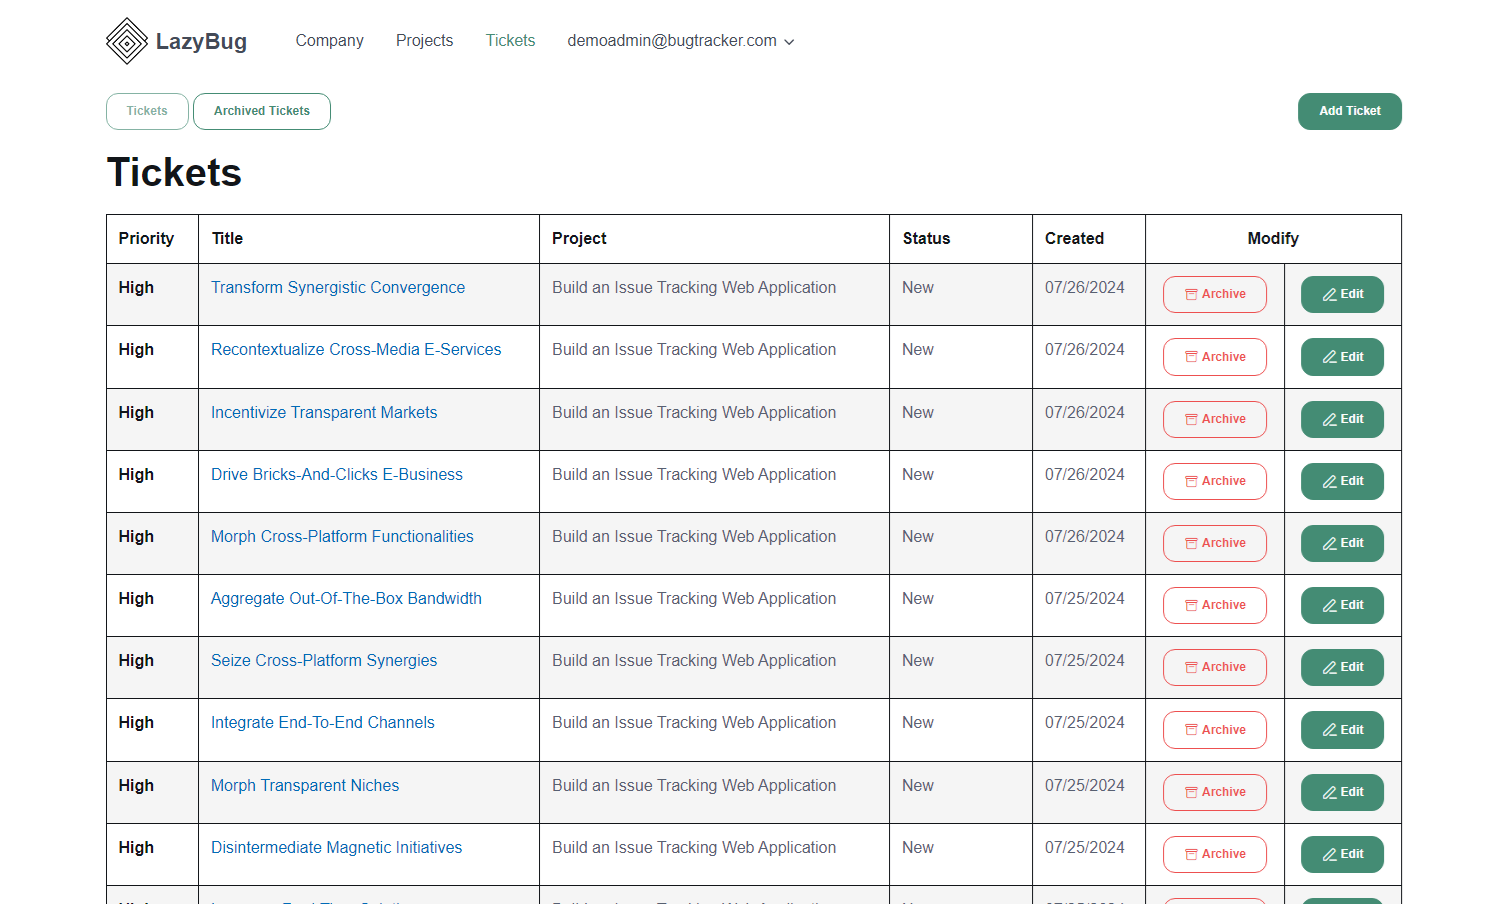 LazyBug Company Projects Tickets demoadmin@bugtracker.com
Tickets Archived Tickets Add Ticket
Tickets
Priority Title Project Status Created Modify
High Transform Synergistic Convergence Build an Issue Tracking Web Application New 07/26/2024 Archive Edit
High Recontextualize Cross-Media E-Services Build an Issue Tracking Web Application New 07/26/2024 Archive Edit
High Incentivize Transparent Markets Build an Issue Tracking Web Application New 07/26/2024 Archive Edit
High Drive Bricks-And-Clicks E-Business Build an Issue Tracking Web Application New 07/26/2024 Archive Edit
High Morph Cross-Platform Functionalities Build an Issue Tracking Web Application New 07/26/2024 Archive Edit
High Aggregate Out-Of-The-Box Bandwidth Build an Issue Tracking Web Application New 07/25/2024 Archive Edit
High Seize Cross-Platform Synergies Build an Issue Tracking Web Application New 07/25/2024 Archive Edit
High Integrate End-To-End Channels Build an Issue Tracking Web Application New 07/25/2024 Archive Edit
High Morph Transparent Niches Build an Issue Tracking Web Application New 07/25/2024 Archive Edit
High Disintermediate Magnetic Initiatives Build an Issue Tracking Web Application New 07/25/2024 Archive Edit